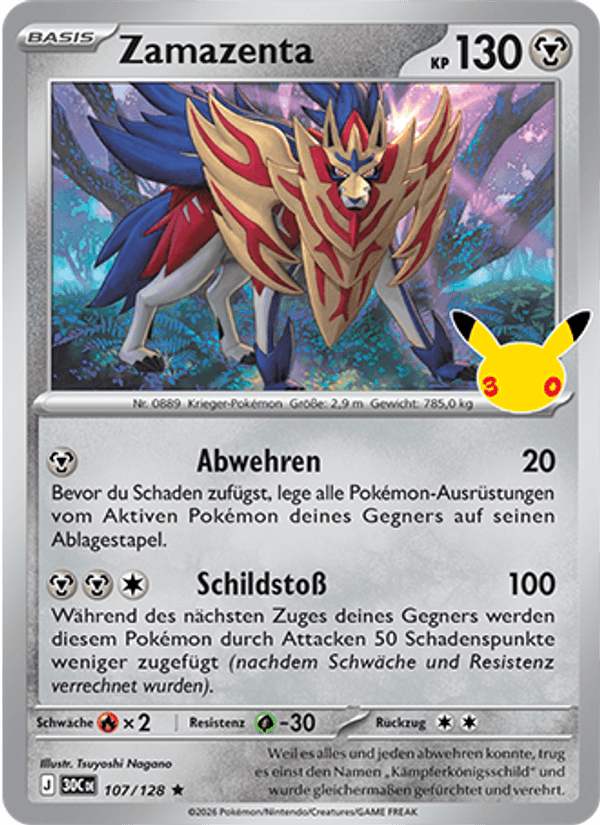 BASIS
Zamazenta
KP 130
30
Nr. 0889 Krieger-Pokémon Größe: 2,9 m Gewicht: 785,0 kg
Abwehren 20
Bevor du Schaden zufügst, lege alle Pokémon-Ausrüstungen
vom Aktiven Pokémon deines Gegners auf seinen
Ablagestapel.
Schildstoß 100
Während des nächsten Zuges deines Gegners werden
diesem Pokémon durch Attacken 50 Schadenspunkte
weniger zugefügt (nachdem Schwäche und Resistenz
verrechnet wurden).
Schwäche ×2 Resistenz -30 Rückzug
Illustr. Tsuyoshi Nagano
J 30C DE 107/128 ★
Weil es alles und jeden abwehren konnte, trug
es einst den Namen „Kämpferkönigsschild“ und
wurde gleichermaßen gefürchtet und verehrt.
©2026 Pokémon/Nintendo/Creatures/GAME FREAK